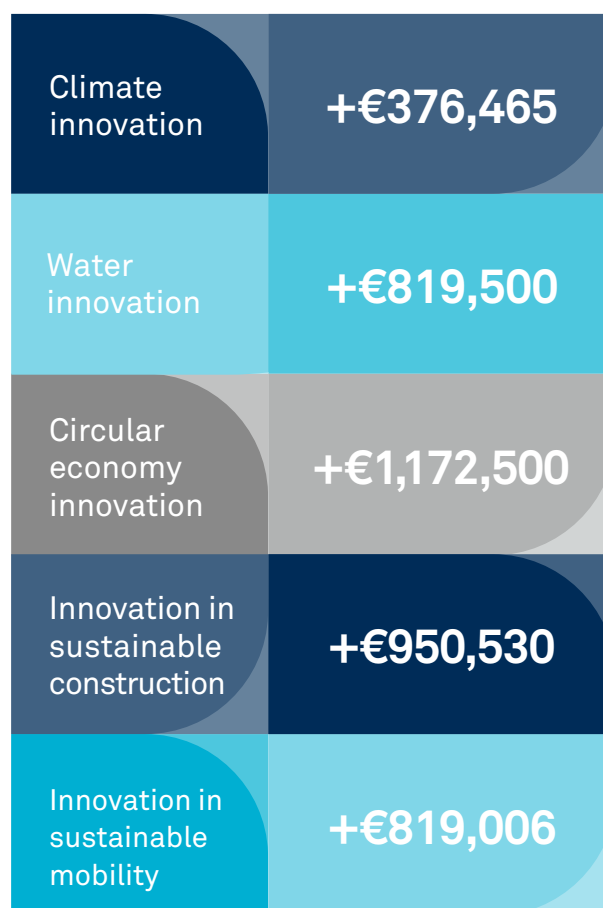 Climate
innovation
+€376,465
Water
innovation
+€819,500
Circular
economy
innovation
+€1,172,500
Innovation in
sustainable
construction
+€950,530
Innovation in
sustainable
mobility
+€819,006